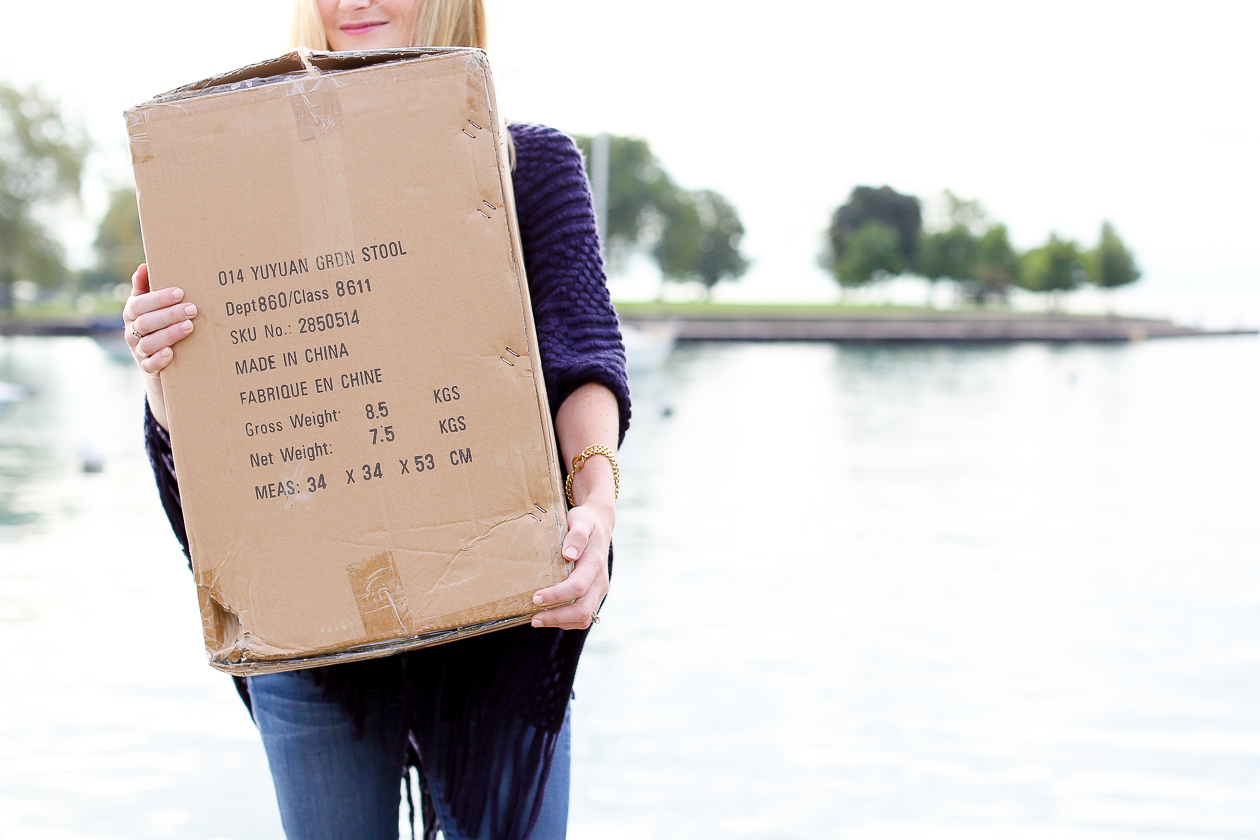 014 YUYUAN GRDN STOOL
Dept860/Class 8611
SKU No.: 2850514
MADE IN CHINA
FABRIQUE EN CHINE
Gross Weight: 8.5 KGS
Net Weight: 7.5 KGS
MEAS: 34 X 34 X 53 CM